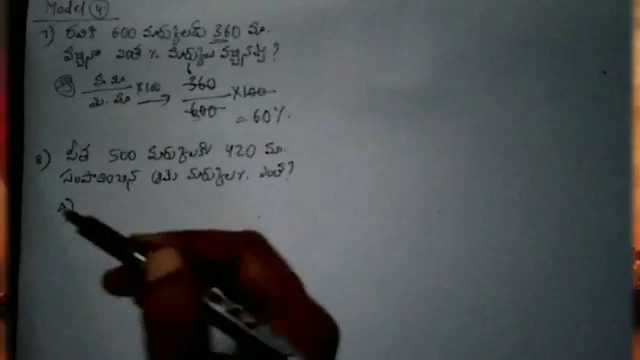 Model 4
7) రవికి 600 మార్కులకు 360 మా.
వచ్చినా ఎంత % మార్కులు వచ్చినవి?
×100 → 360/600 ×100
= 60%.
8) సీత 500 మార్కులకు 420 మా.
సంపాదించిన ఆమె మార్కుల%. ఎంత?